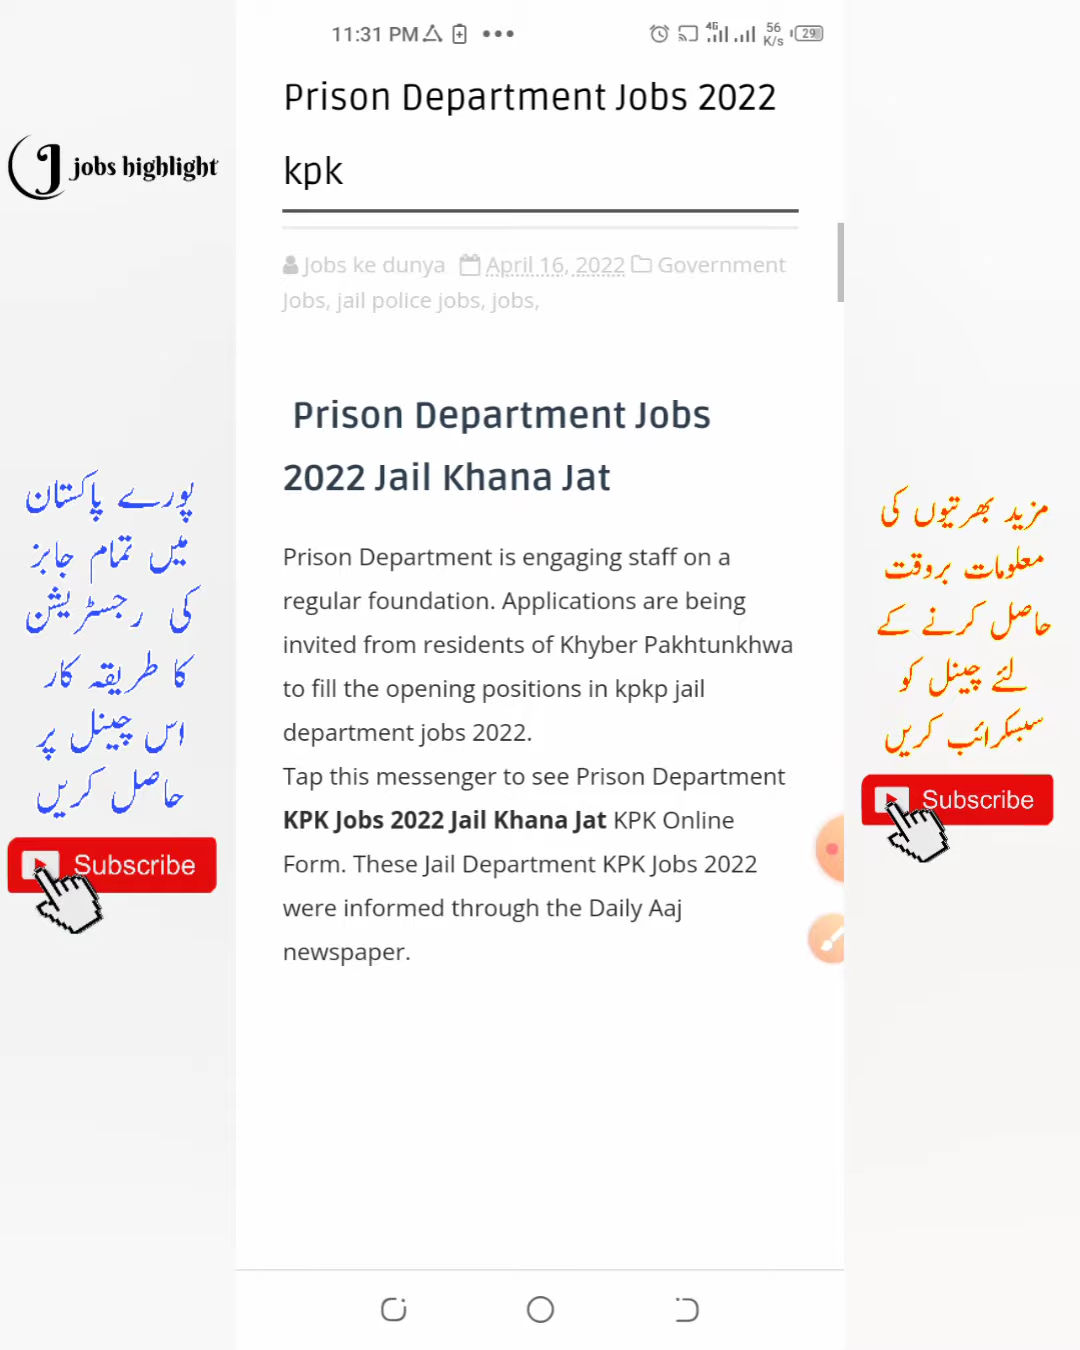 11:31 PM
4G
56
K/s
29
Prison Department Jobs 2022
kpk
jobs highlight
Jobs ke dunya April 16, 2022 Government
Jobs, jail police jobs, jobs,
Prison Department Jobs
2022 Jail Khana Jat
Prison Department is engaging staff on a
regular foundation. Applications are being
invited from residents of Khyber Pakhtunkhwa
to fill the opening positions in kpkp jail
department jobs 2022.
Tap this messenger to see Prison Department
KPK Jobs 2022 Jail Khana Jat KPK Online
Form. These Jail Department KPK Jobs 2022
were informed through the Daily Aaj
newspaper.
پورے پاکستان
میں تمام جابز
کی رجسٹریشن
کا طریقہ کار
اس چینل پر
حاصل کریں
Subscribe
مزید بھرتیوں کی
معلومات بروقت
حاصل کرنے کے
لئے چینل کو
سبسکرائب کریں
Subscribe